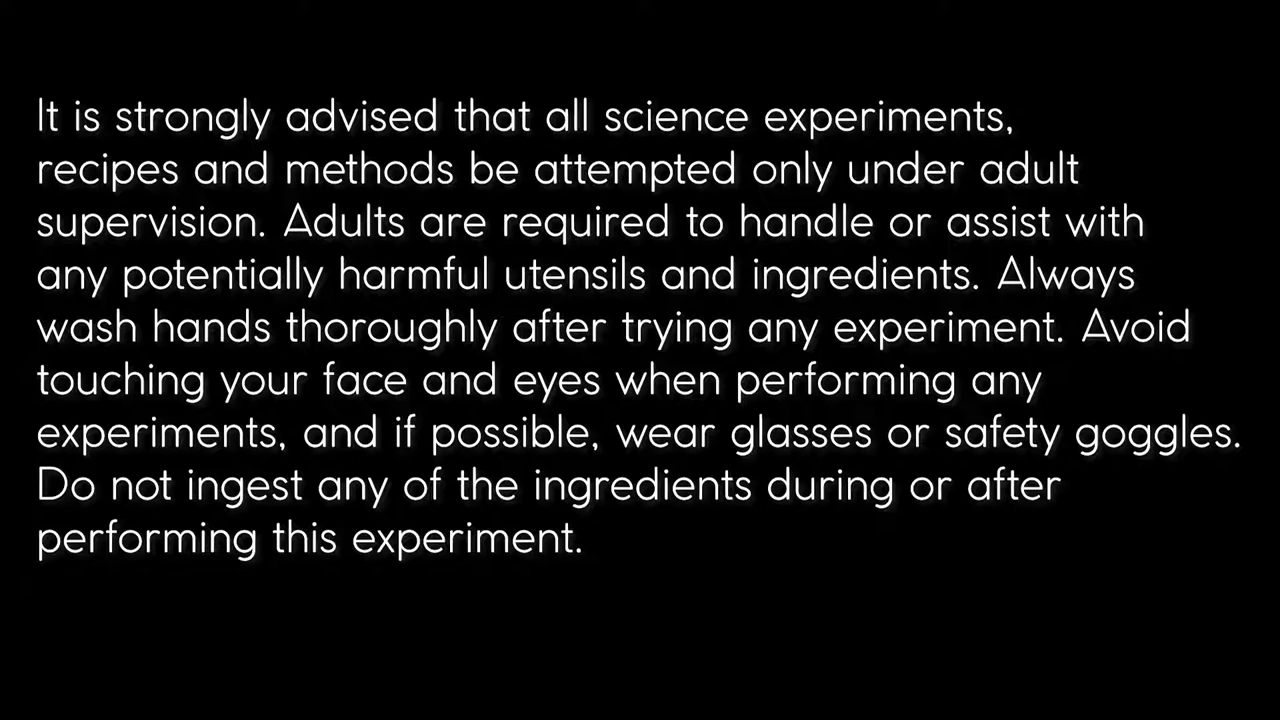 It is strongly advised that all science experiments,
recipes and methods be attempted only under adult
supervision. Adults are required to handle or assist with
any potentially harmful utensils and ingredients. Always
wash hands thoroughly after trying any experiment. Avoid
touching your face and eyes when performing any
experiments, and if possible, wear glasses or safety goggles.
Do not ingest any of the ingredients during or after
performing this experiment.